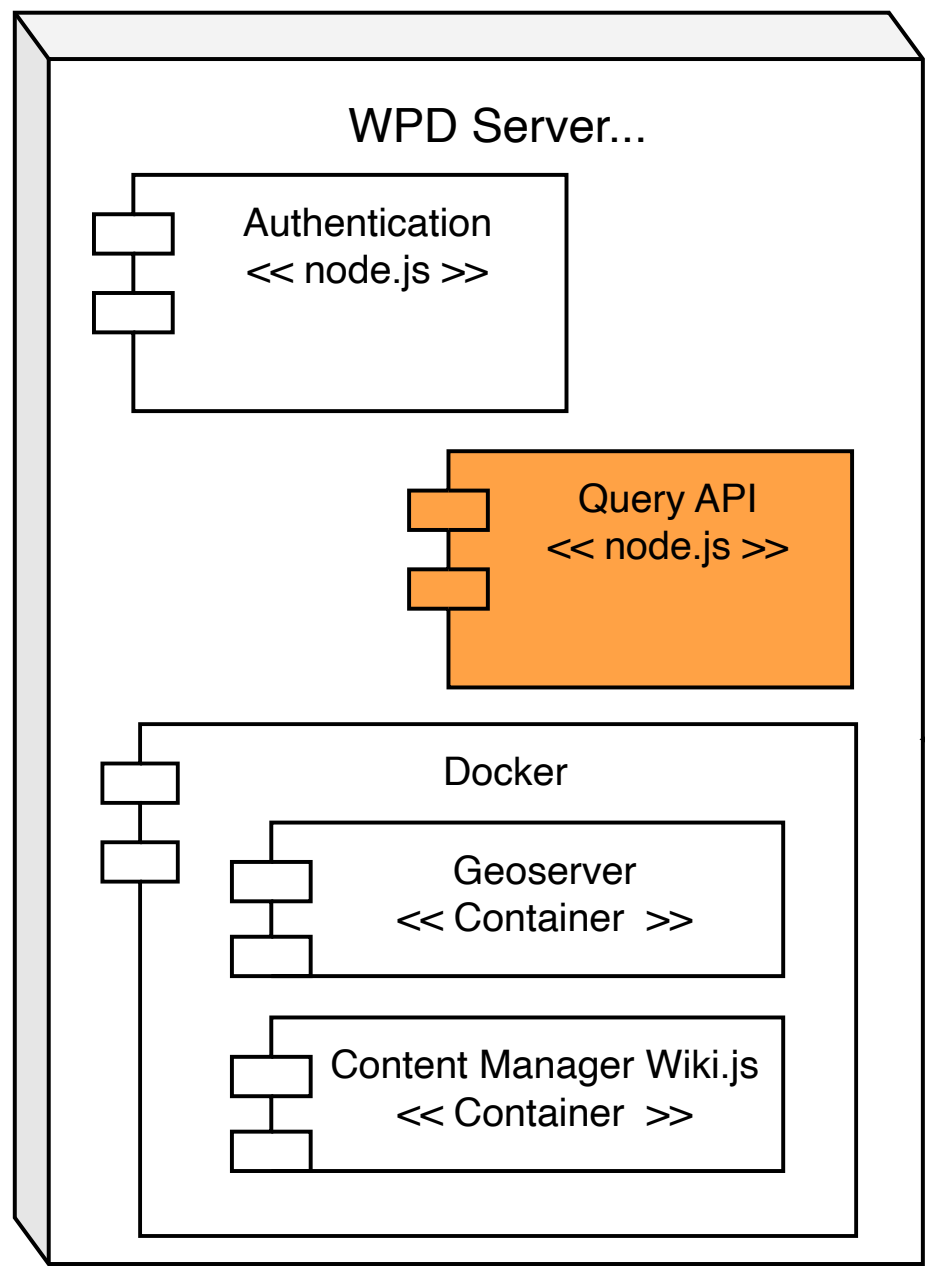 WPD Server...
Authentication
<< node.js >>
Query API
<< node.js >>
Docker
Geoserver
<< Container >>
Content Manager Wiki.js
<< Container >>